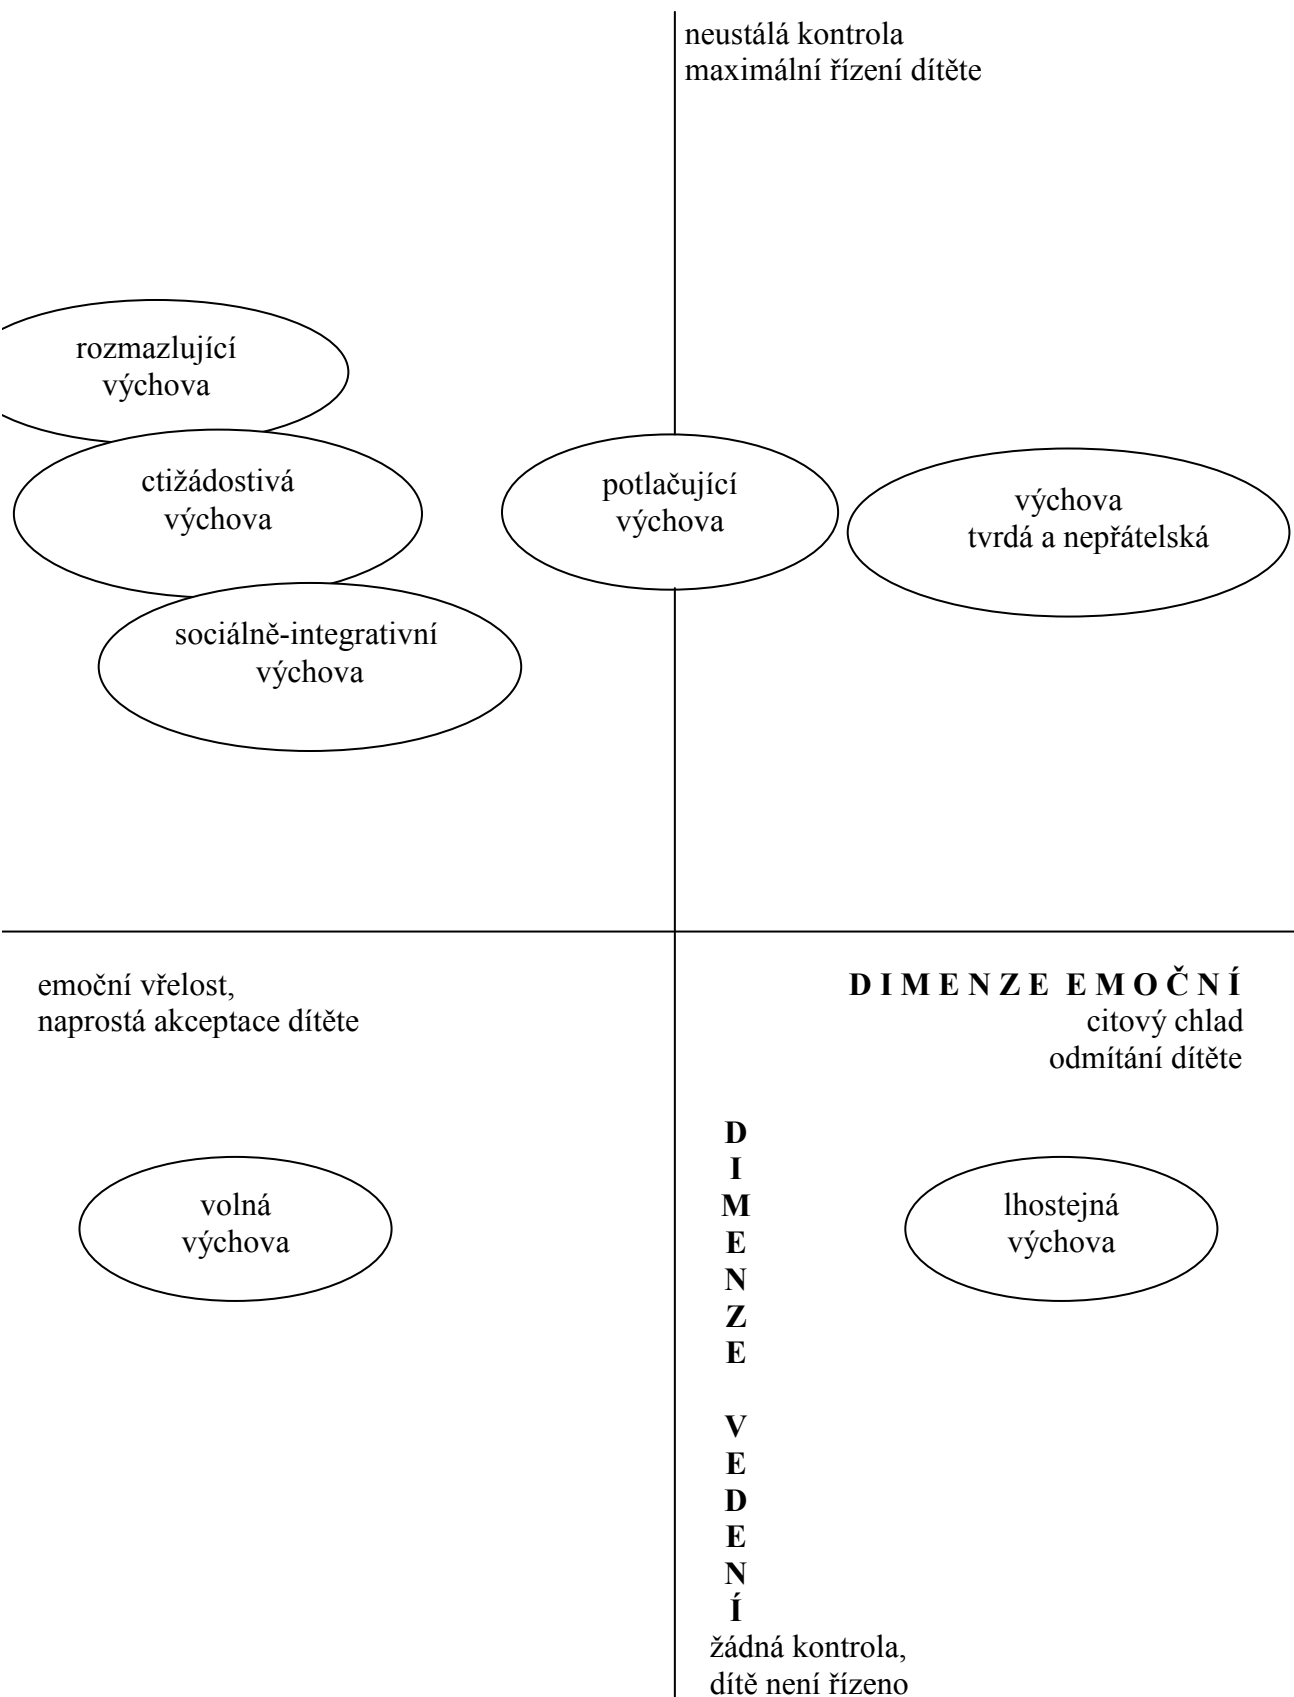 neustálá kontrola
maximální řízení dítěte
rozmazlující
výchova
ctižádostivá
výchova
potlačující
výchova
výchova
tvrdá a nepřátelská
sociálně-integrativní
výchova
emoční vřelost,
naprostá akceptace dítěte
D I M E N Z E  E M O Č N Í
citový chlad
odmítání dítěte
D
I
M
E
N
Z
E
V
E
D
E
N
Í
volná
výchova
lhostejná
výchova
žádná kontrola,
dítě není řízeno